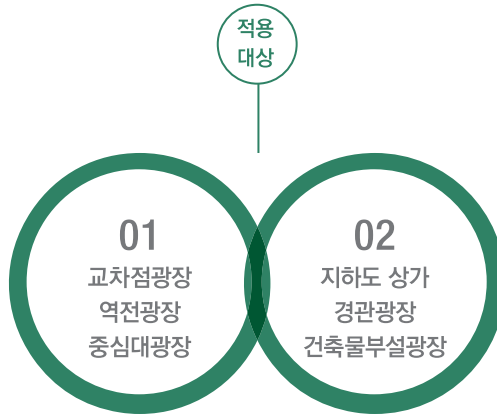 적용
대상
01
교차점광장
역전광장
중심대광장
02
지하도 상가
경관광장
건축물부설광장